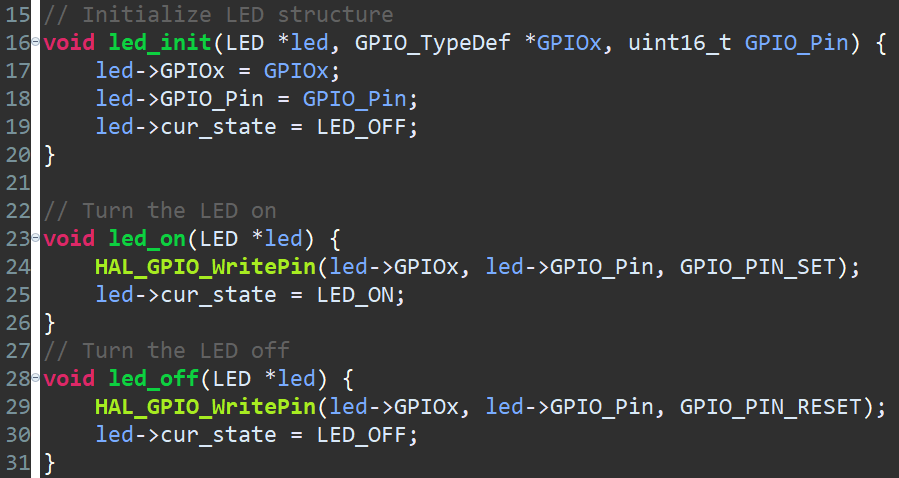 15 // Initialize LED structure
16 void led_init(LED *led, GPIO_TypeDef *GPIOx, uint16_t GPIO_Pin) {
17     led->GPIOx = GPIOx;
18     led->GPIO_Pin = GPIO_Pin;
19     led->cur_state = LED_OFF;
20 }
21
22 // Turn the LED on
23 void led_on(LED *led) {
24     HAL_GPIO_WritePin(led->GPIOx, led->GPIO_Pin, GPIO_PIN_SET);
25     led->cur_state = LED_ON;
26 }
27 // Turn the LED off
28 void led_off(LED *led) {
29     HAL_GPIO_WritePin(led->GPIOx, led->GPIO_Pin, GPIO_PIN_RESET);
30     led->cur_state = LED_OFF;
31 }